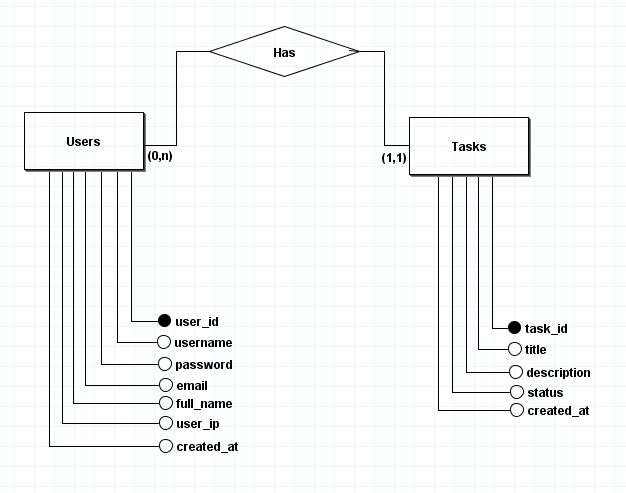 Has
Users
(0,n)
Tasks
(1,1)
user_id
username
password
email
full_name
user_ip
created_at
task_id
title
description
status
created_at